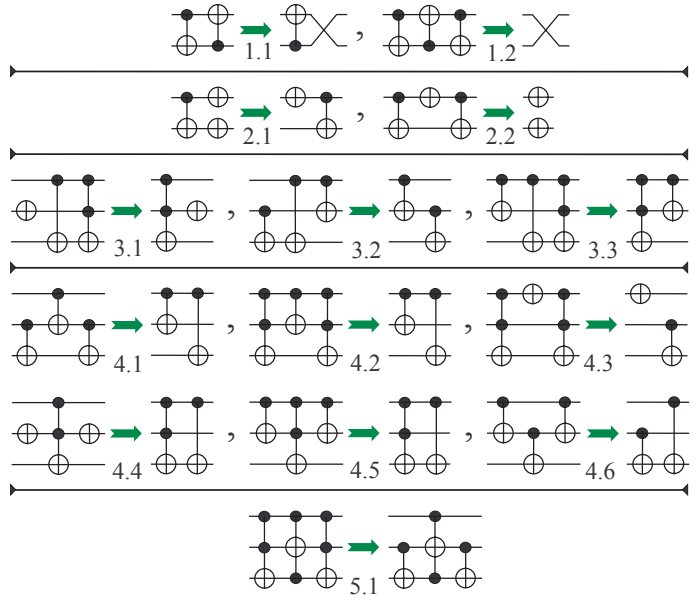 1.1 , 1.2
2.1 , 2.2
3.1 , 3.2 , 3.3
4.1 , 4.2 , 4.3
4.4 , 4.5 , 4.6
5.1